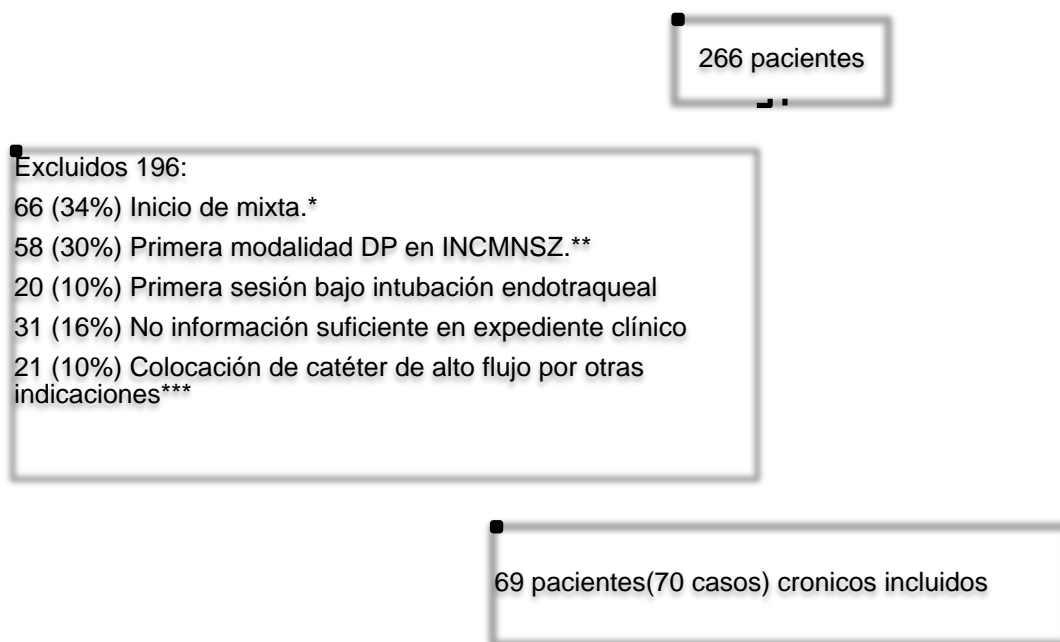 266 pacientes
Excluidos 196:
66 (34%) Inicio de mixta.*
58 (30%) Primera modalidad DP en INCMNSZ.**
20 (10%) Primera sesión bajo intubación endotraqueal
31 (16%) No información suficiente en expediente clínico
21 (10%) Colocación de catéter de alto flujo por otras
indicaciones***
69 pacientes(70 casos) cronicos incluidos